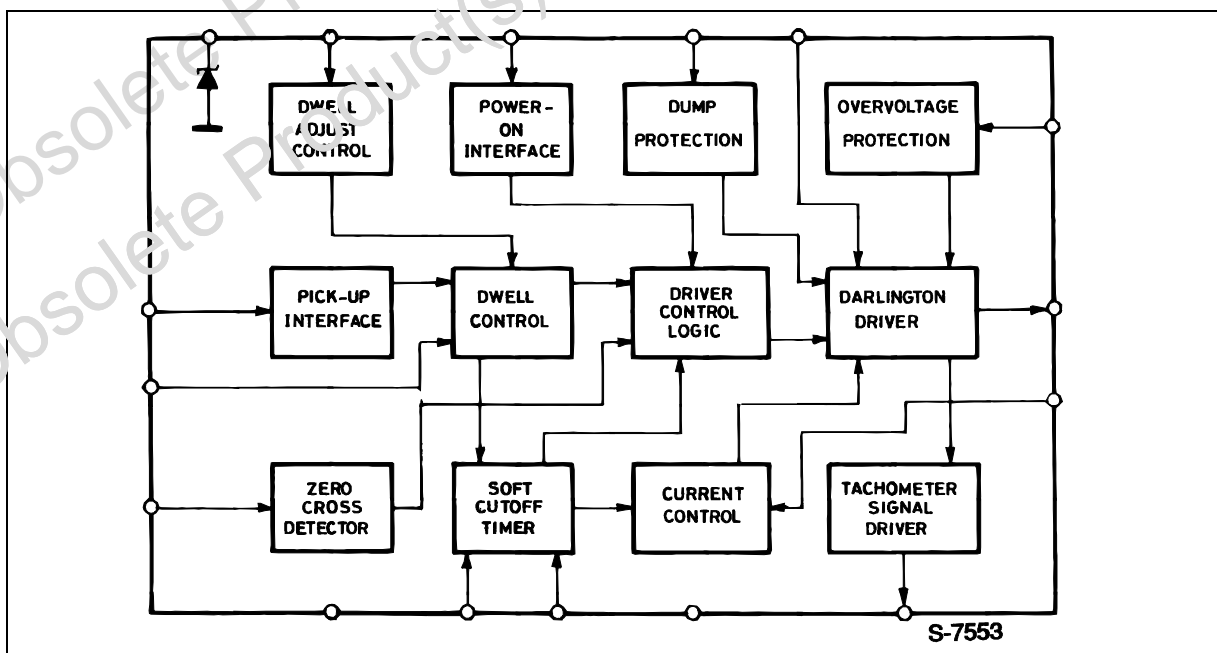 Obsolete Product(s)
Obsolete Product(s)
DWELL
ADJUST
CONTROL
POWER-
ON
INTERFACE
DUMP
PROTECTION
OVERVOLTAGE
PROTECTION
PICK-UP
INTERFACE
DWELL
CONTROL
DRIVER
CONTROL
LOGIC
DARLINGTON
DRIVER
ZERO
CROSS
DETECTOR
SOFT
CUTOFF
TIMER
CURRENT
CONTROL
TACHOMETER
SIGNAL
DRIVER
S-7553